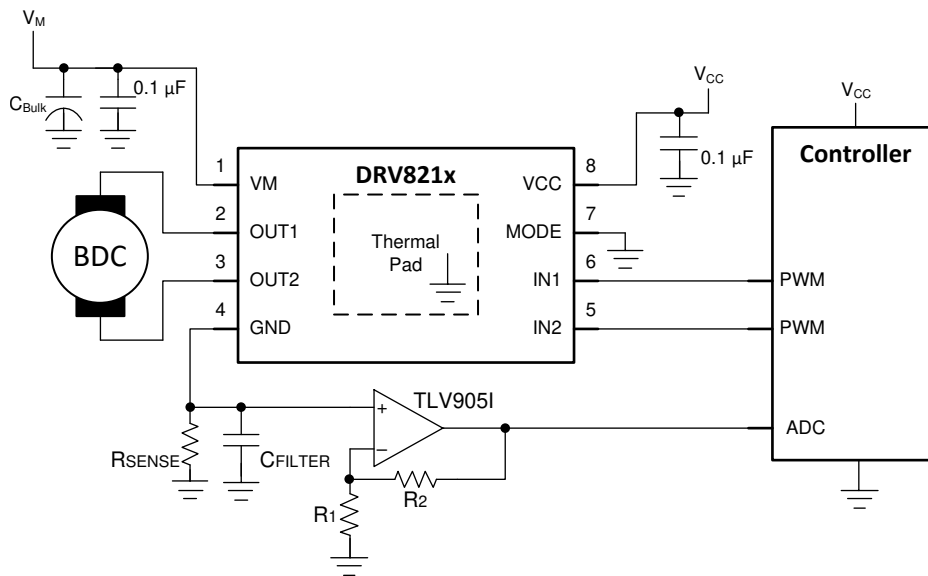 VM
CBulk
0.1 µF
VCC
VCC
0.1 µF
Controller
DRV821x
1
VM
8
VCC
2
OUT1
7
MODE
BDC
Thermal
Pad
3
OUT2
6
IN1
PWM
4
GND
5
IN2
PWM
TLV905I
+
−
ADC
RSENSE
CFILTER
R2
R1